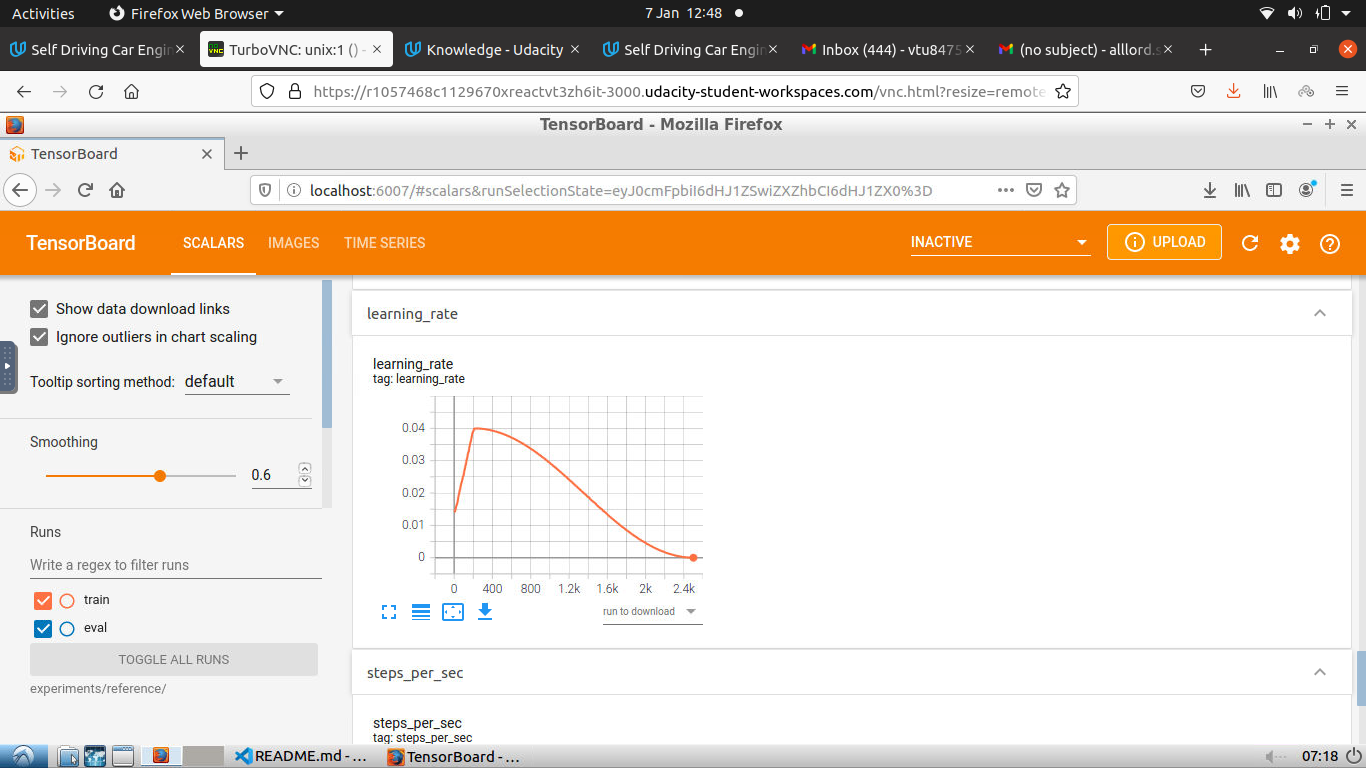 Activities
Firefox Web Browser
7 Jan 12:48
Self Driving Car Engin
TurboVNC: unix:1 () -
Knowledge - Udacity
Self Driving Car Engin
Inbox (444) - vtu8475
(no subject) - alllord.s
https://r1057468c1129670xreactvt3zh6it-3000.udacity-student-workspaces.com/vnc.html?resize=remote
TensorBoard - Mozilla Firefox
TensorBoard
localhost:6007/#scalars&runSelectionState=eyJ0cmFpbiI6dHJ1ZSwiZXZhbCI6dHJ1ZX0%3D
TensorBoard
SCALARS
IMAGES
TIME SERIES
INACTIVE
UPLOAD
Show data download links
Ignore outliers in chart scaling
Tooltip sorting method: default
Smoothing
0.6
Runs
Write a regex to filter runs
train
eval
TOGGLE ALL RUNS
experiments/reference/
learning_rate
learning_rate
tag: learning_rate
0.04
0.03
0.02
0.01
0
0 400 800 1.2k 1.6k 2k 2.4k
run to download
steps_per_sec
steps_per_sec
tag: steps_per_sec
README.md - ...
TensorBoard - ...
07:18